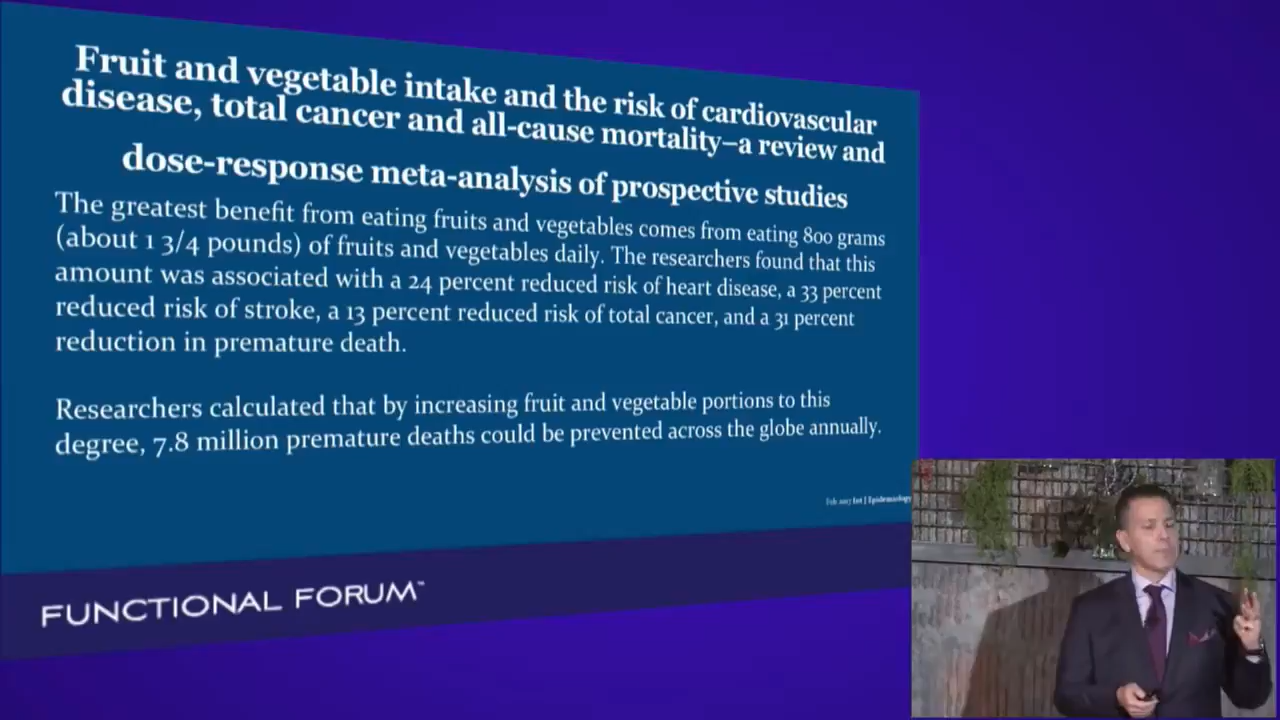 Fruit and vegetable intake and the risk of cardiovascular
disease, total cancer and all-cause mortality–a review and
dose-response meta-analysis of prospective studies
The greatest benefit from eating fruits and vegetables comes from eating 800 grams
(about 1 3/4 pounds) of fruits and vegetables daily. The researchers found that this
amount was associated with a 24 percent reduced risk of heart disease, a 33 percent
reduced risk of stroke, a 13 percent reduced risk of total cancer, and a 31 percent
reduction in premature death.
Researchers calculated that by increasing fruit and vegetable portions to this
degree, 7.8 million premature deaths could be prevented across the globe annually.
Feb 2017 Int J Epidemiology
FUNCTIONAL FORUM™